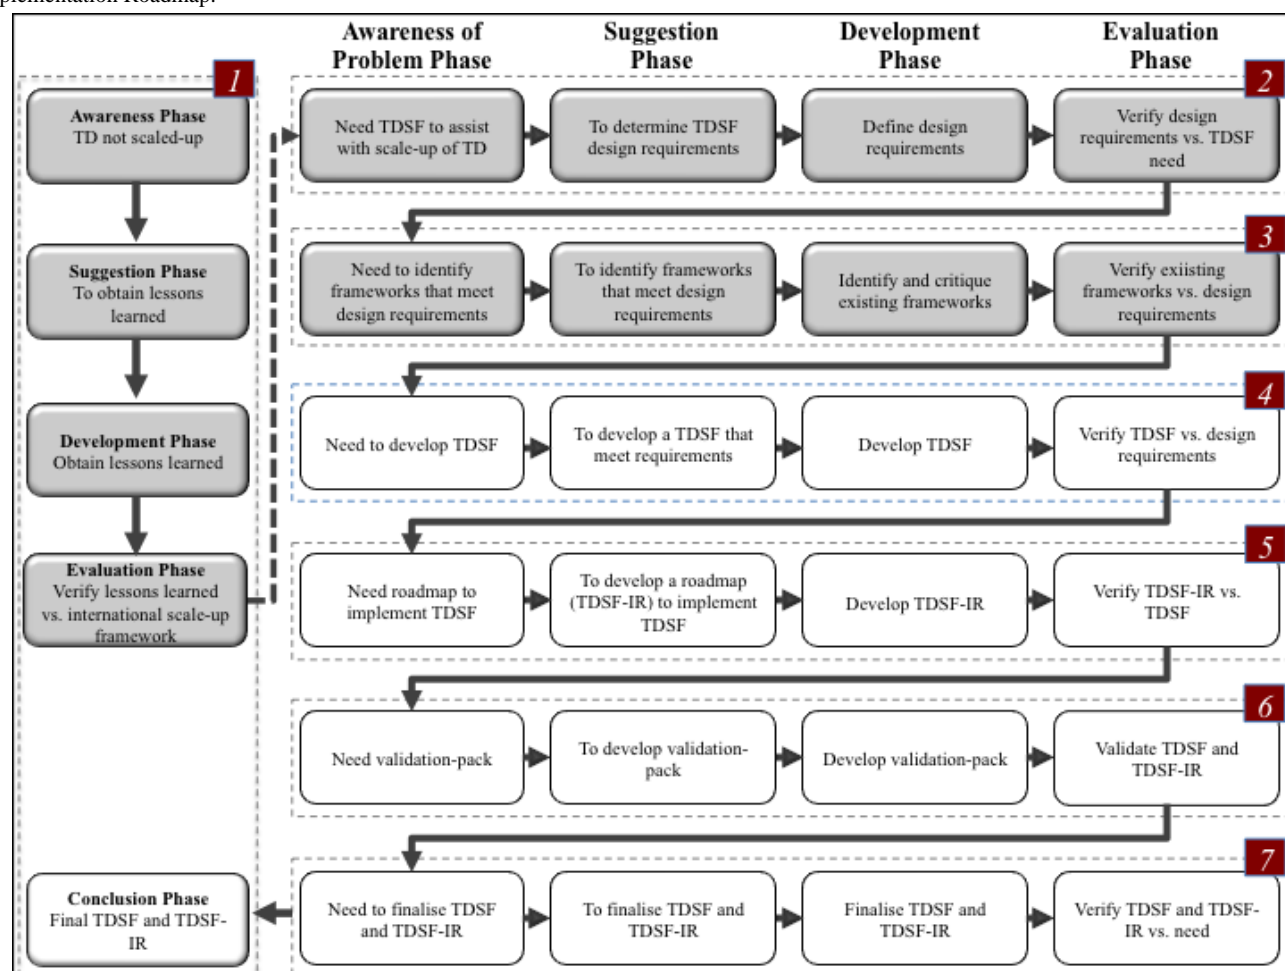 plementation Roadmap.
Awareness of
Problem Phase
Suggestion
Phase
Development
Phase
Evaluation
Phase
1
Awareness Phase
TD not scaled-up
Suggestion Phase
To obtain lessons
learned
Development Phase
Obtain lessons learned
Evaluation Phase
Verify lessons learned
vs. international scale-up
framework
Conclusion Phase
Final TDSF and TDSF-
IR
2
Need TDSF to assist
with scale-up of TD
To determine TDSF
design requirements
Define design
requirements
Verify design
requirements vs. TDSF
need
3
Need to identify
frameworks that meet
design requirements
To identify frameworks
that meet design
requirements
Identify and critique
existing frameworks
Verify exiisting
frameworks vs. design
requirements
4
Need to develop TDSF
To develop a TDSF that
meet requirements
Develop TDSF
Verify TDSF vs. design
requirements
5
Need roadmap to
implement TDSF
To develop a roadmap
(TDSF-IR) to implement
TDSF
Develop TDSF-IR
Verify TDSF-IR vs.
TDSF
6
Need validation-pack
To develop validation-
pack
Develop validation-pack
Validate TDSF and
TDSF-IR
7
Need to finalise TDSF
and TDSF-IR
To finalise TDSF and
TDSF-IR
Finalise TDSF and
TDSF-IR
Verify TDSF and TDSF-
IR vs. need